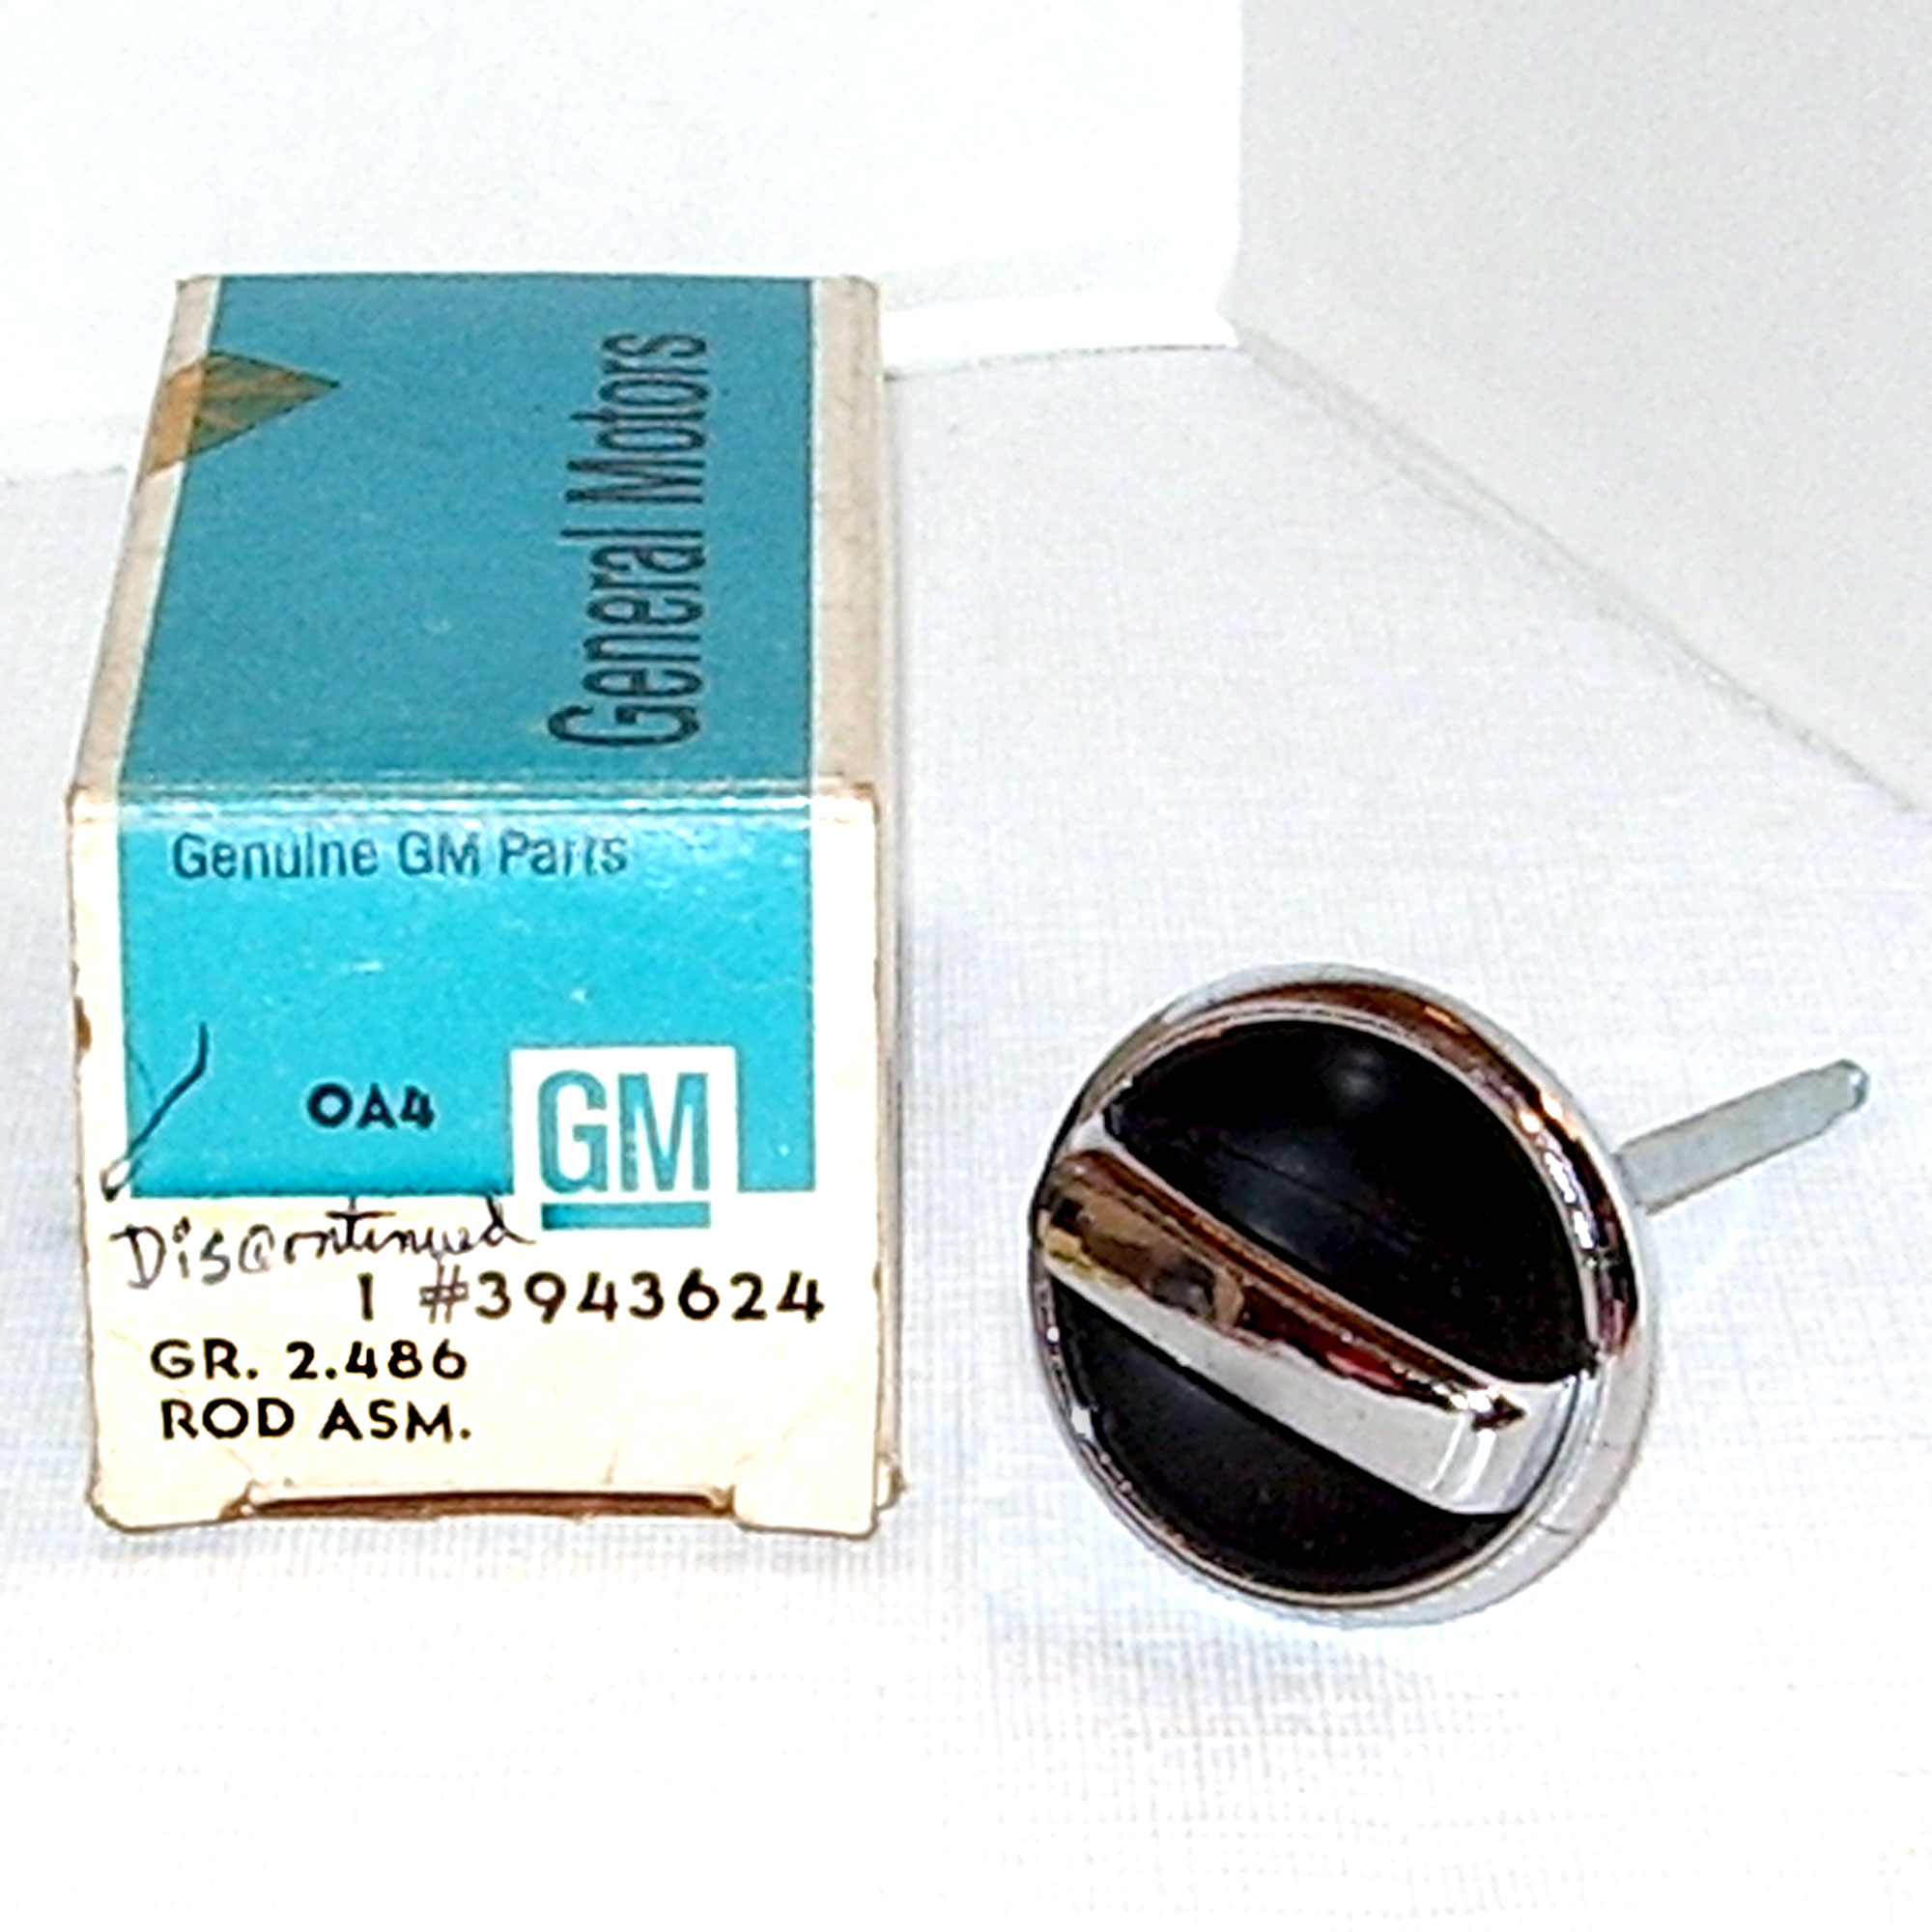 General Motors
Genuine GM Parts
OA4
GM
Discontinued
1 #3943624
GR. 2.486
ROD ASM.